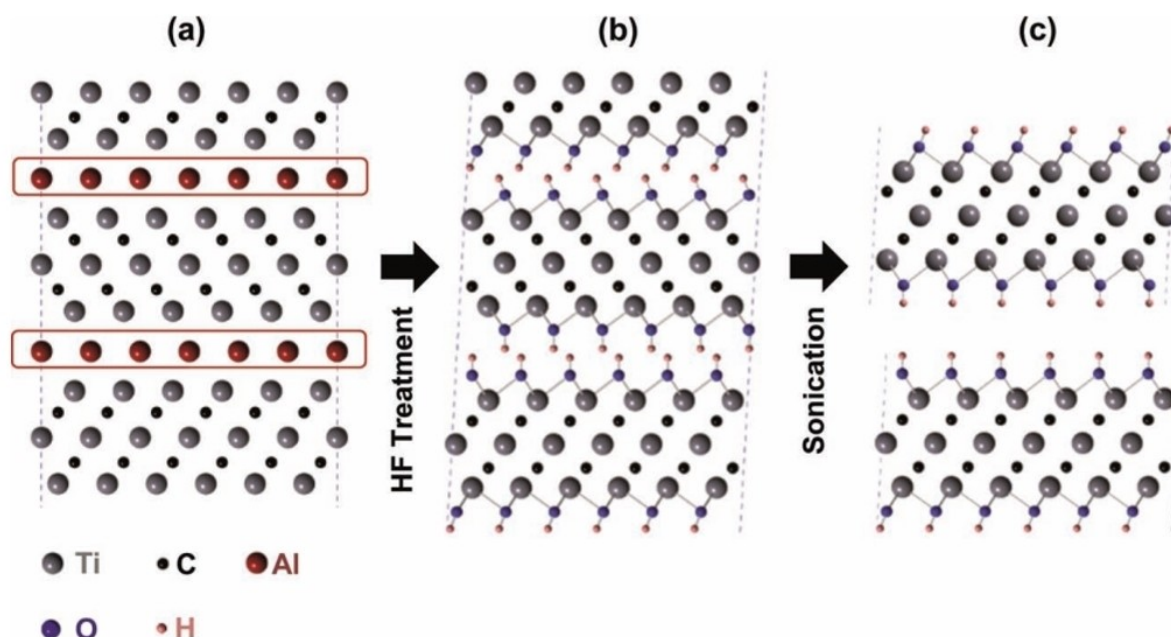 (a) (b) (c)
HF Treatment
Sonication
Ti C Al
O H